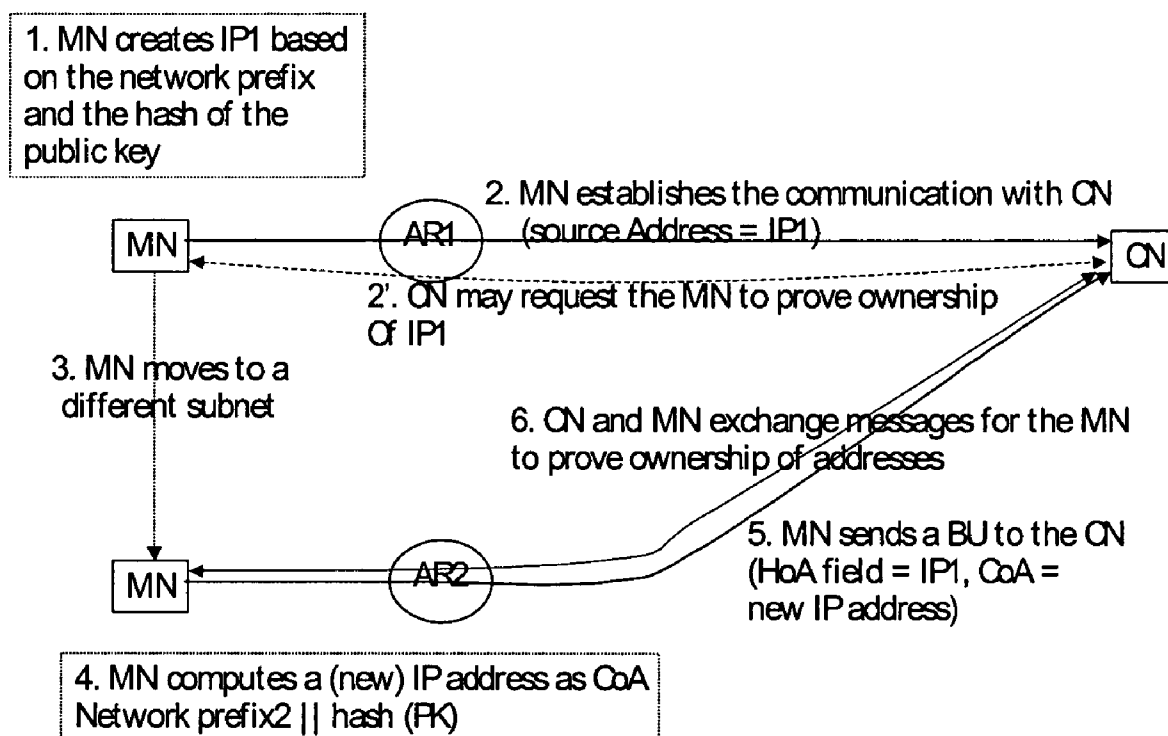 1. MN creates IP1 based
on the network prefix
and the hash of the
public key
2. MN establishes the communication with CN
(source Address = IP1)
MN
AR1
CN
2'. CN may request the MN to prove ownership
Of IP1
3. MN moves to a
different subnet
6. CN and MN exchange messages for the MN
to prove ownership of addresses
5. MN sends a BU to the CN
(HoA field = IP1, CoA =
new IP address)
MN
AR2
4. MN computes a (new) IP address as CoA
Network prefix2 || hash (PK)